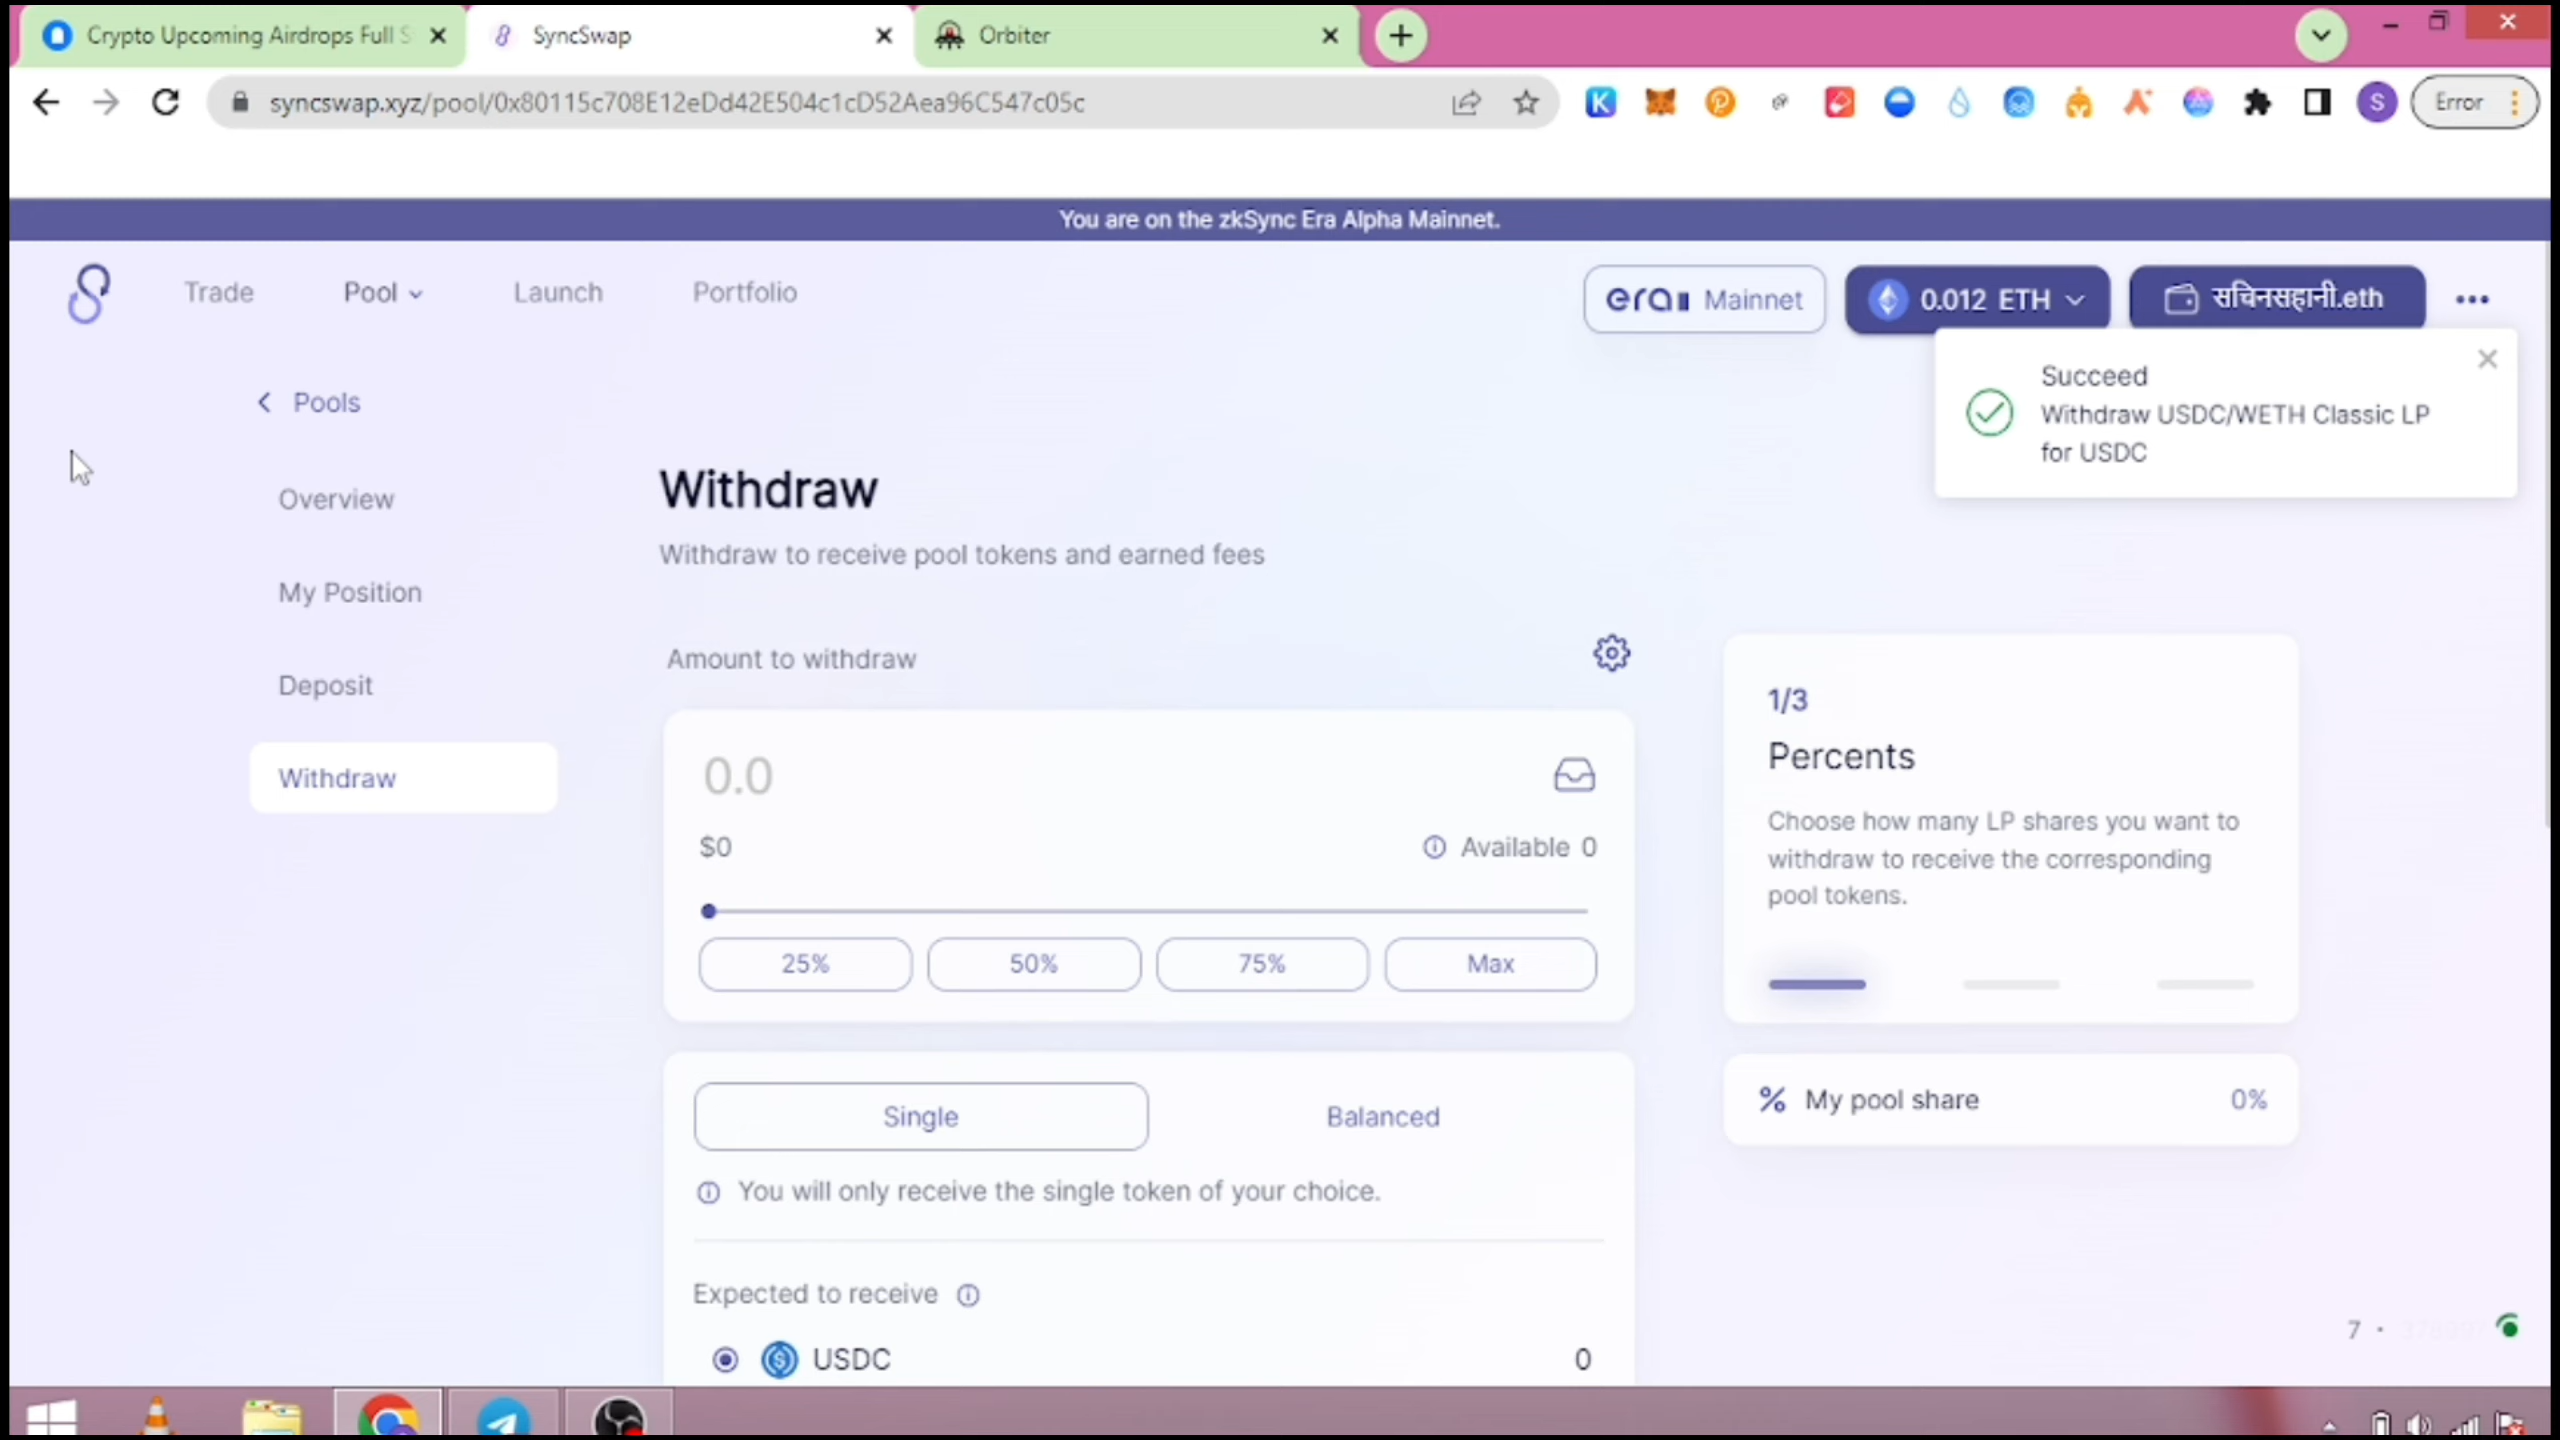 Crypto Upcoming Airdrops Full S
SyncSwap
Orbiter
syncswap.xyz/pool/0x80115c708E12eDd42E504c1cD52Aea96C547c05c
K
S
Error
You are on the zkSync Era Alpha Mainnet.
Trade
Pool
Launch
Portfolio
era Mainnet
0.012 ETH
सचिनसहानी.eth
Succeed
Withdraw USDC/WETH Classic LP
for USDC
Pools
Overview
My Position
Deposit
Withdraw
Withdraw
Withdraw to receive pool tokens and earned fees
Amount to withdraw
0.0
$0
Available 0
25%
50%
75%
Max
1/3
Percents
Choose how many LP shares you want to
withdraw to receive the corresponding
pool tokens.
% My pool share 0%
Single
Balanced
You will only receive the single token of your choice.
Expected to receive
USDC
0
7 ·